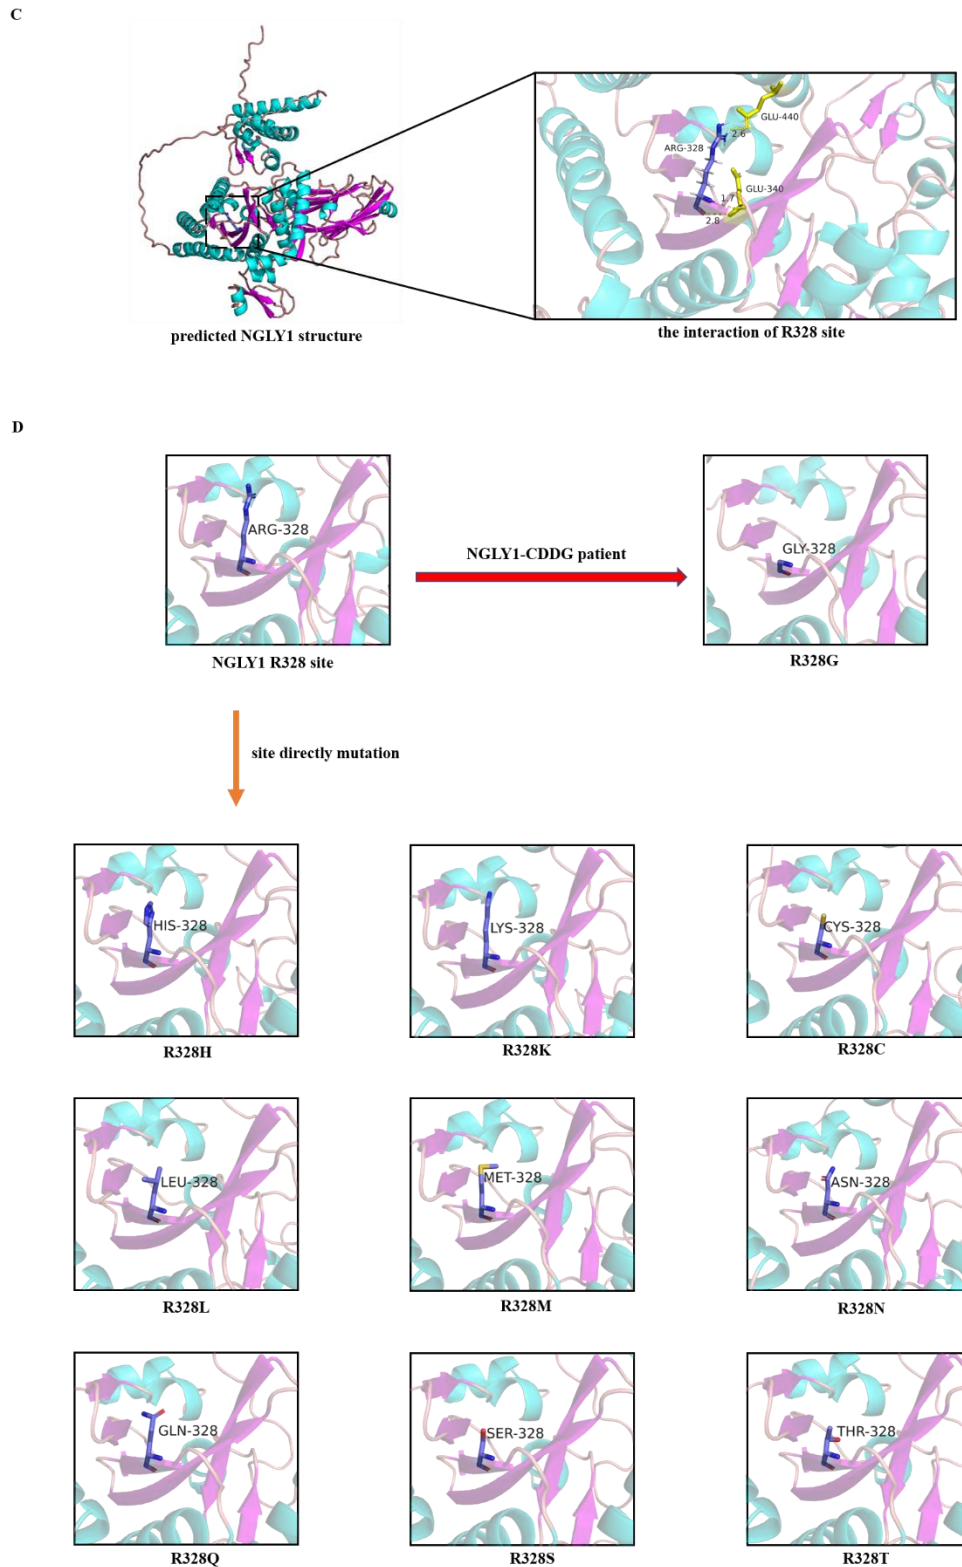 C
GLU-440
2.6
ARG-328
GLU-340
1.7
2.8
predicted NGLY1 structure
the interaction of R328 site
D
ARG-328
NGLY1-CDDG patient
GLY-328
NGLY1 R328 site
R328G
site directly mutation
HIS-328
LYS-328
CYS-328
R328H
R328K
R328C
LEU-328
MET-328
ASN-328
R328L
R328M
R328N
GLN-328
SER-328
THR-328
R328Q
R328S
R328T